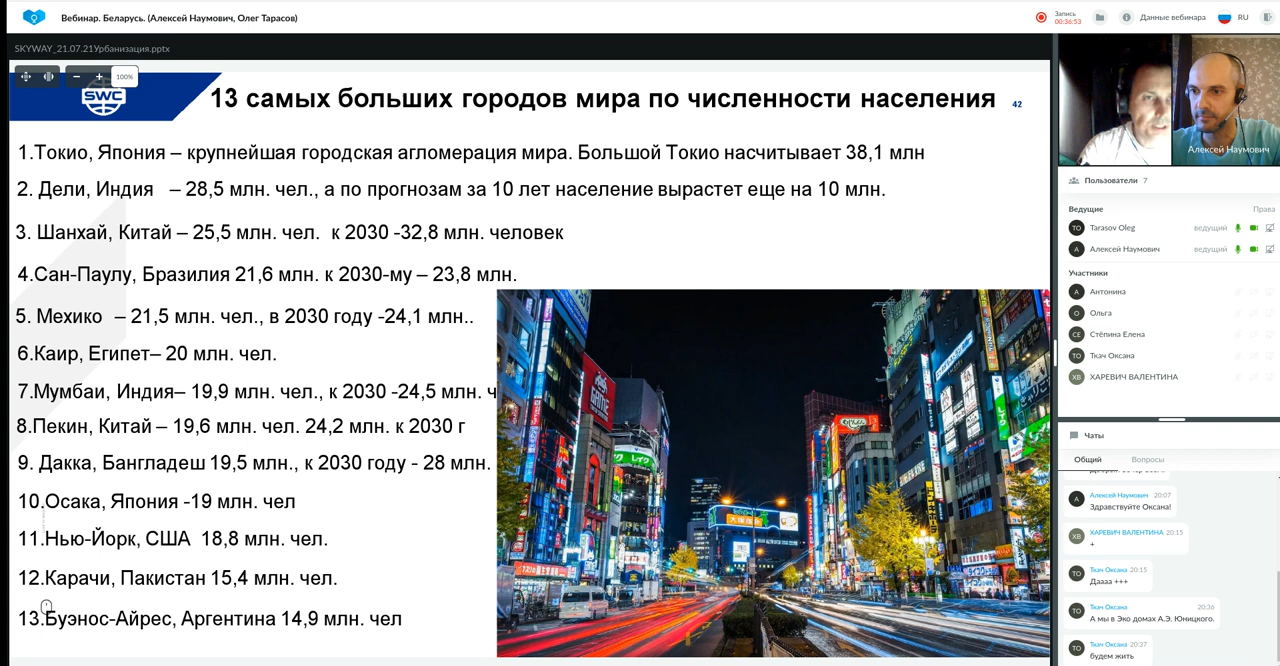 Вебинар. Беларусь. (Алексей Наумович, Олег Тарасов)
Запись
00:36:53
Данные вебинара
RU
SKYWAY_21.07.21Урбанизация.pptx
100%
SWC
13 самых больших городов мира по численности населения
42
1.Токио, Япония – крупнейшая городская агломерация мира. Большой Токио насчитывает 38,1 млн
2. Дели, Индия – 28,5 млн. чел., а по прогнозам за 10 лет население вырастет еще на 10 млн.
3. Шанхай, Китай – 25,5 млн. чел. к 2030 -32,8 млн. человек
4.Сан-Паулу, Бразилия 21,6 млн. к 2030-му – 23,8 млн.
5. Мехико – 21,5 млн. чел., в 2030 году -24,1 млн..
6.Каир, Египет– 20 млн. чел.
7.Мумбаи, Индия– 19,9 млн. чел., к 2030 -24,5 млн. ч
8.Пекин, Китай – 19,6 млн. чел. 24,2 млн. к 2030 г
9. Дакка, Бангладеш 19,5 млн., к 2030 году - 28 млн.
10.Осака, Япония -19 млн. чел
11.Нью-Йорк, США 18,8 млн. чел.
12.Карачи, Пакистан 15,4 млн. чел.
13.Буэнос-Айрес, Аргентина 14,9 млн. чел
Алексей Наумович
Пользователи 7
Ведущие Права
TO Tarasov Oleg ведущий
А Алексей Наумович ведущий
Участники
А Антонина
О Ольга
СЕ Стёпина Елена
ТО Ткач Оксана
ХВ ХАРЕВИЧ ВАЛЕНТИНА
Чаты
Общий Вопросы
А Алексей Наумович 20:07
Здравствуйте Оксана!
ХВ ХАРЕВИЧ ВАЛЕНТИНА 20:15
+
ТО Ткач Оксана 20:15
Даааа +++
ТО Ткач Оксана 20:36
А мы в Эко домах А.Э. Юницкого.
ТО Ткач Оксана 20:37
будем жить